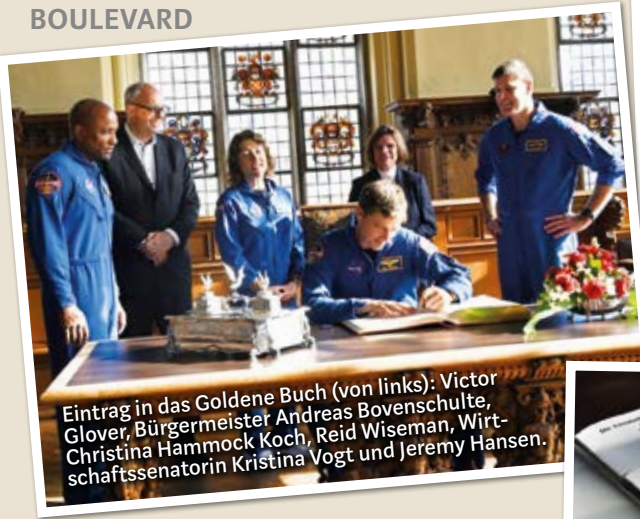 BOULEVARD
Eintrag in das Goldene Buch (von links): Victor
Glover, Bürgermeister Andreas Bovenschulte,
Christina Hammock Koch, Reid Wiseman, Wirt-
schaftssenatorin Kristina Vogt und Jeremy Hansen.